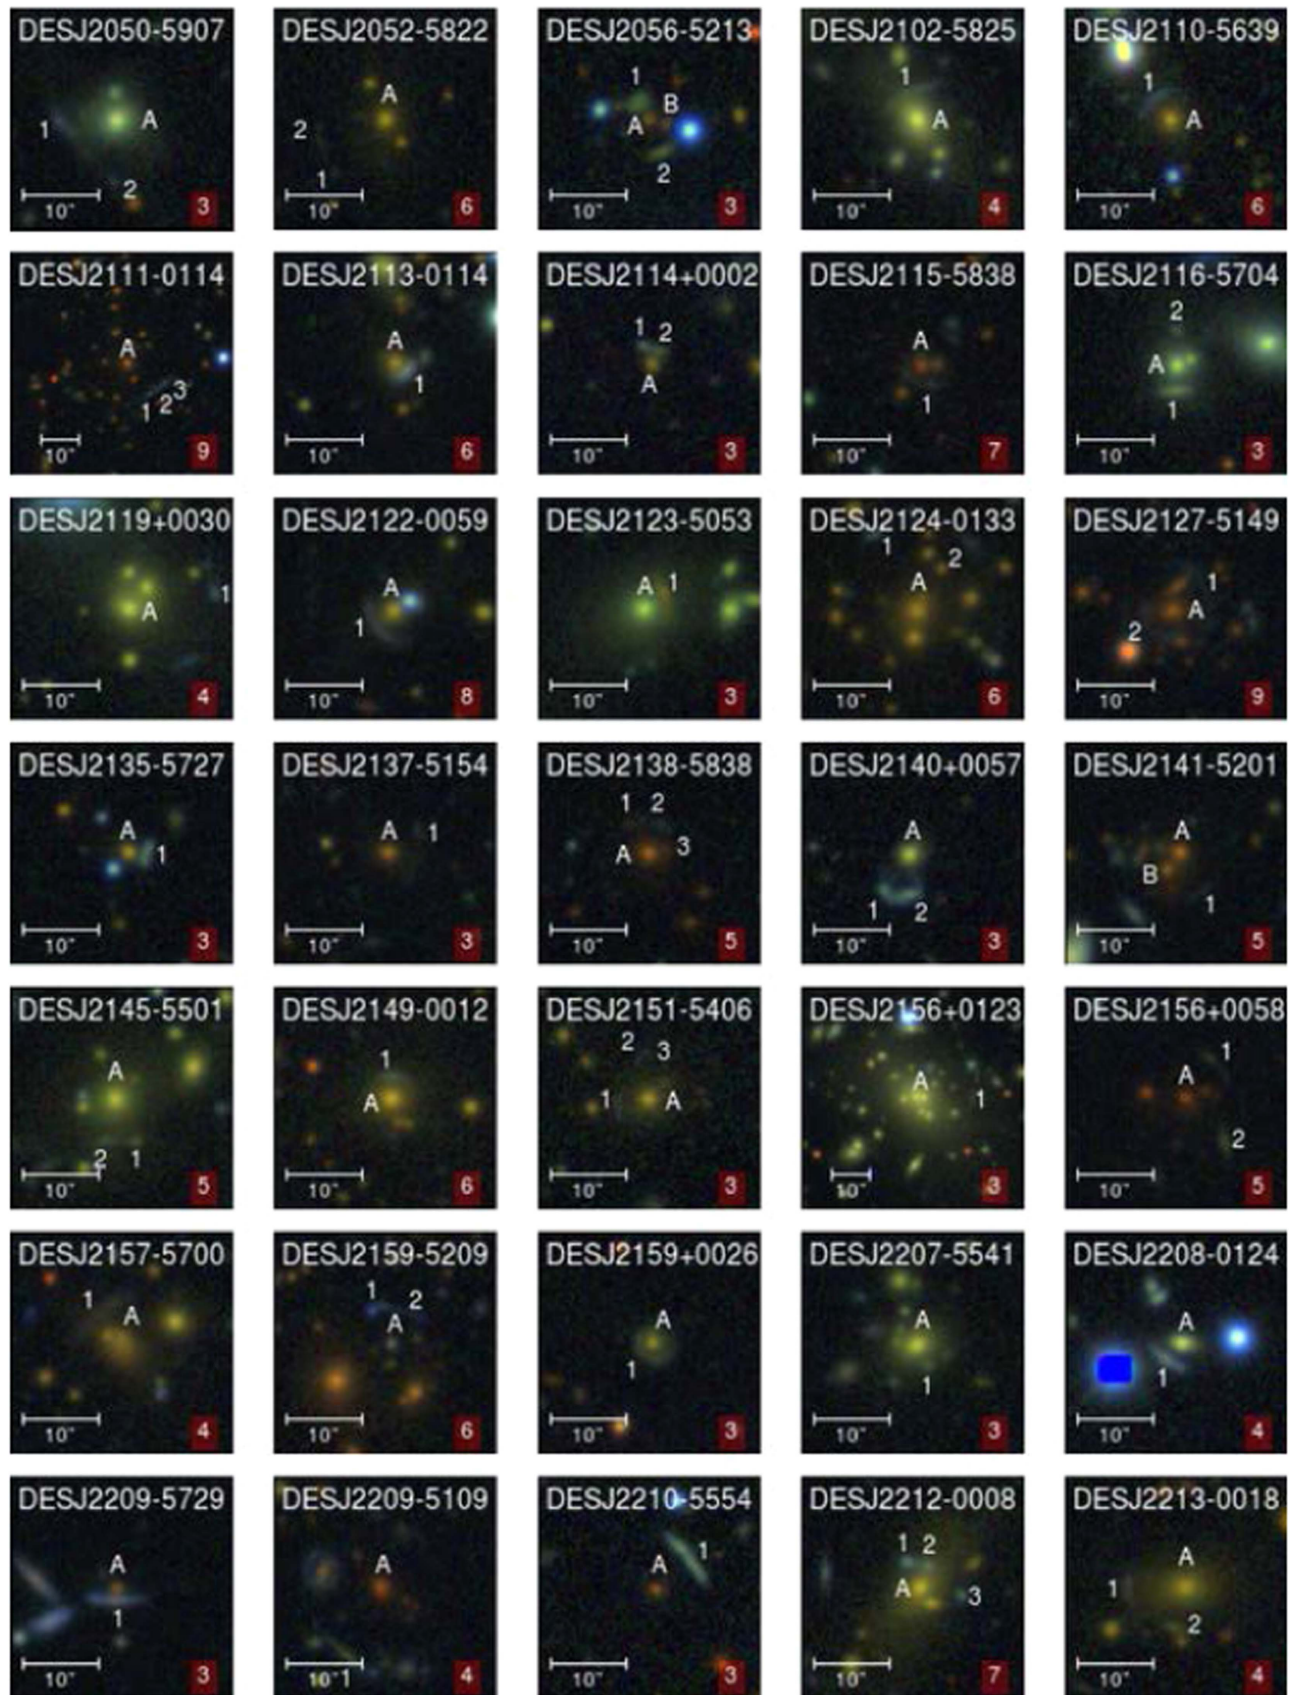 DESJ2050-5907 DESJ2052-5822 DESJ2056-5213 DESJ2102-5825 DESJ2110-5639
1 A 2 10" 3
A 2 1 10" 6
1 B A 2 10" 3
1 A 10" 4
1 A 10" 6
DESJ2111-0114 DESJ2113-0114 DESJ2114+0002 DESJ2115-5838 DESJ2116-5704
A 3 2 1 10" 9
A 1 10" 6
1 2 A 10" 3
A 1 10" 7
2 A 1 10" 3
DESJ2119+0030 DESJ2122-0059 DESJ2123-5053 DESJ2124-0133 DESJ2127-5149
1 A 10" 4
A 1 10" 8
A 1 10" 3
1 2 A 10" 6
1 A 2 10" 9
DESJ2135-5727 DESJ2137-5154 DESJ2138-5838 DESJ2140+0057 DESJ2141-5201
A 1 10" 3
A 1 10" 3
1 2 A 3 10" 5
A 1 2 10" 3
A B 1 10" 5
DESJ2145-5501 DESJ2149-0012 DESJ2151-5406 DESJ2156+0123 DESJ2156+0058
A 2 1 10" 5
1 A 10" 6
2 3 1 A 10" 3
A 1 10" 3
1 A 2 10" 5
DESJ2157-5700 DESJ2159-5209 DESJ2159+0026 DESJ2207-5541 DESJ2208-0124
1 A 10" 4
1 2 A 10" 6
A 1 10" 3
A 1 10" 3
A 1 10" 4
DESJ2209-5729 DESJ2209-5109 DESJ2210-5554 DESJ2212-0008 DESJ2213-0018
A 1 10" 3
A 10" 1 4
1 A 10" 3
1 2 A 3 10" 7
A 1 2 10" 4